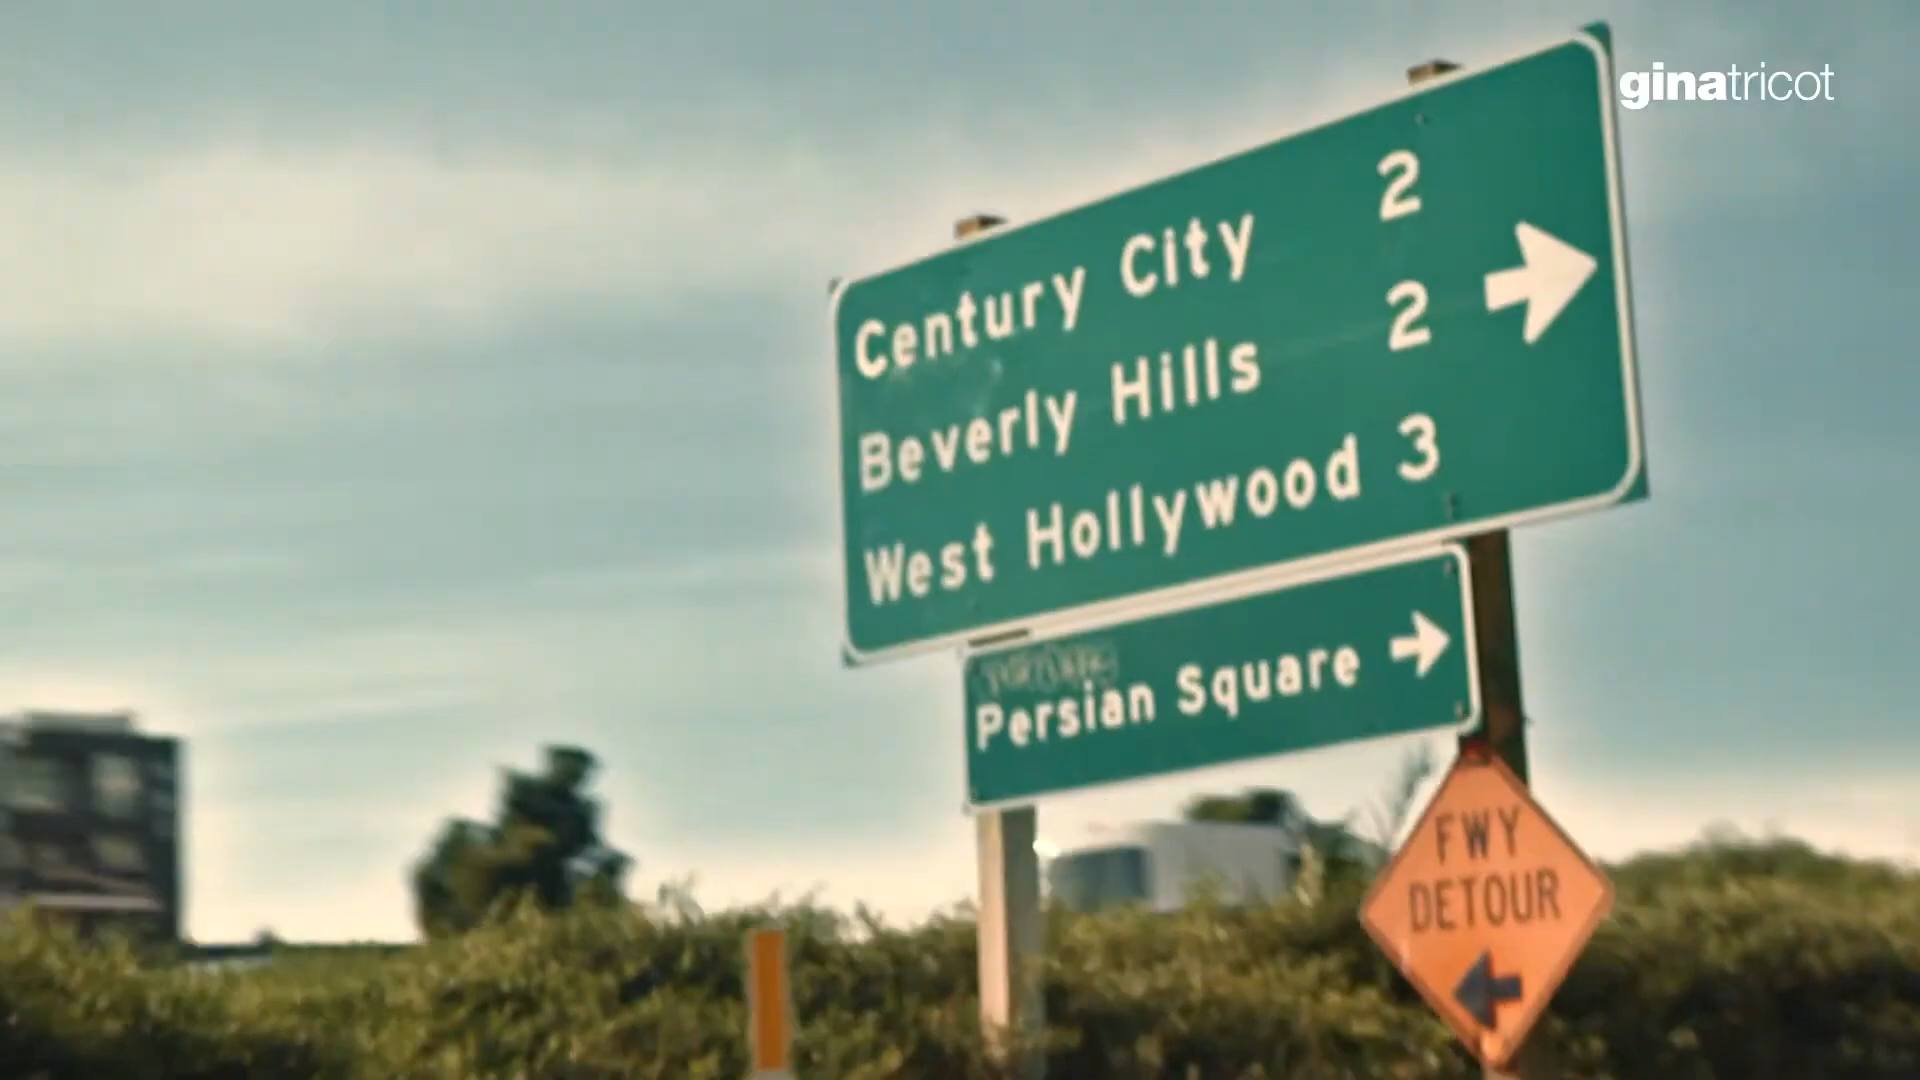 ginatricot
Century City 2
Beverly Hills 2
West Hollywood 3
Persian Square
FWY
DETOUR